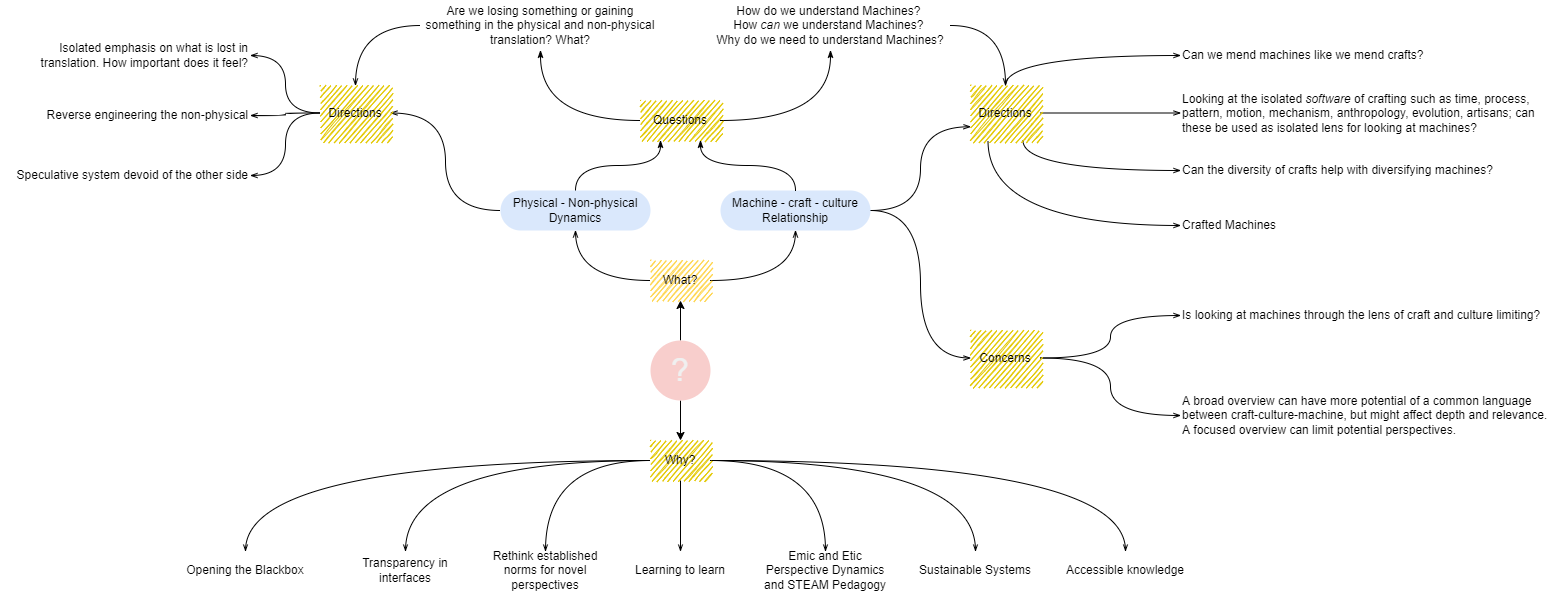 Are we losing something or gaining
something in the physical and non-physical
translation? What?
How do we understand Machines?
How can we understand Machines?
Why do we need to understand Machines?
Isolated emphasis on what is lost in
translation. How important does it feel?
Reverse engineering the non-physical
Speculative system devoid of the other side
Directions
Questions
Directions
Can we mend machines like we mend crafts?
Looking at the isolated software of crafting such as time, process,
pattern, motion, mechanism, anthropology, evolution, artisans; can
these be used as isolated lens for looking at machines?
Can the diversity of crafts help with diversifying machines?
Crafted Machines
Physical - Non-physical
Dynamics
Machine - craft - culture
Relationship
What?
Concerns
Is looking at machines through the lens of craft and culture limiting?
A broad overview can have more potential of a common language
between craft-culture-machine, but might affect depth and relevance.
A focused overview can limit potential perspectives.
?
Why?
Opening the Blackbox
Transparency in
interfaces
Rethink established
norms for novel
perspectives
Learning to learn
Emic and Etic
Perspective Dynamics
and STEAM Pedagogy
Sustainable Systems
Accessible knowledge